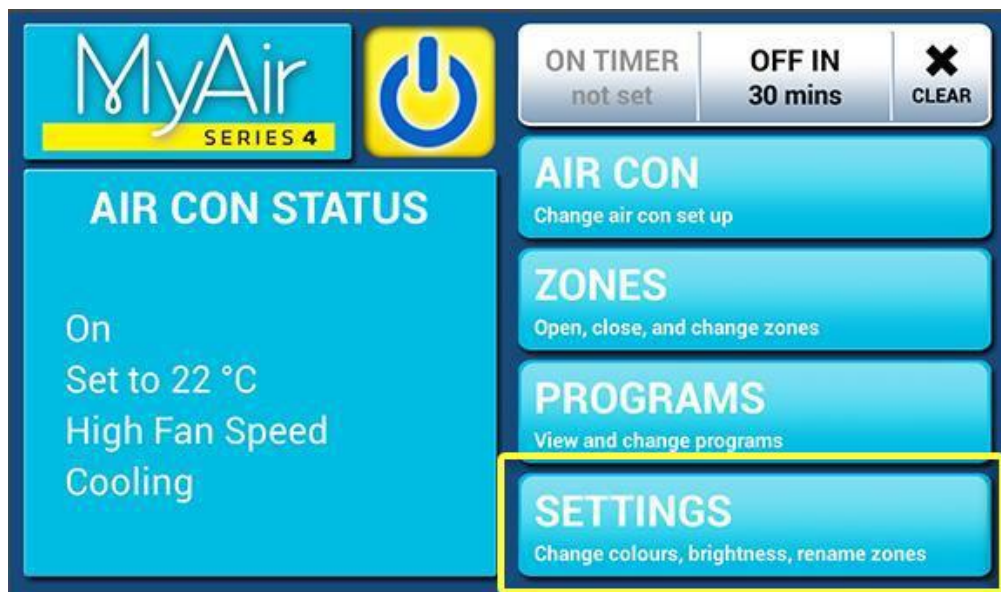 MyAir
SERIES 4
AIR CON STATUS
On
Set to 22 °C
High Fan Speed
Cooling
ON TIMER
not set
OFF IN
30 mins
CLEAR
AIR CON
Change air con set up
ZONES
Open, close, and change zones
PROGRAMS
View and change programs
SETTINGS
Change colours, brightness, rename zones